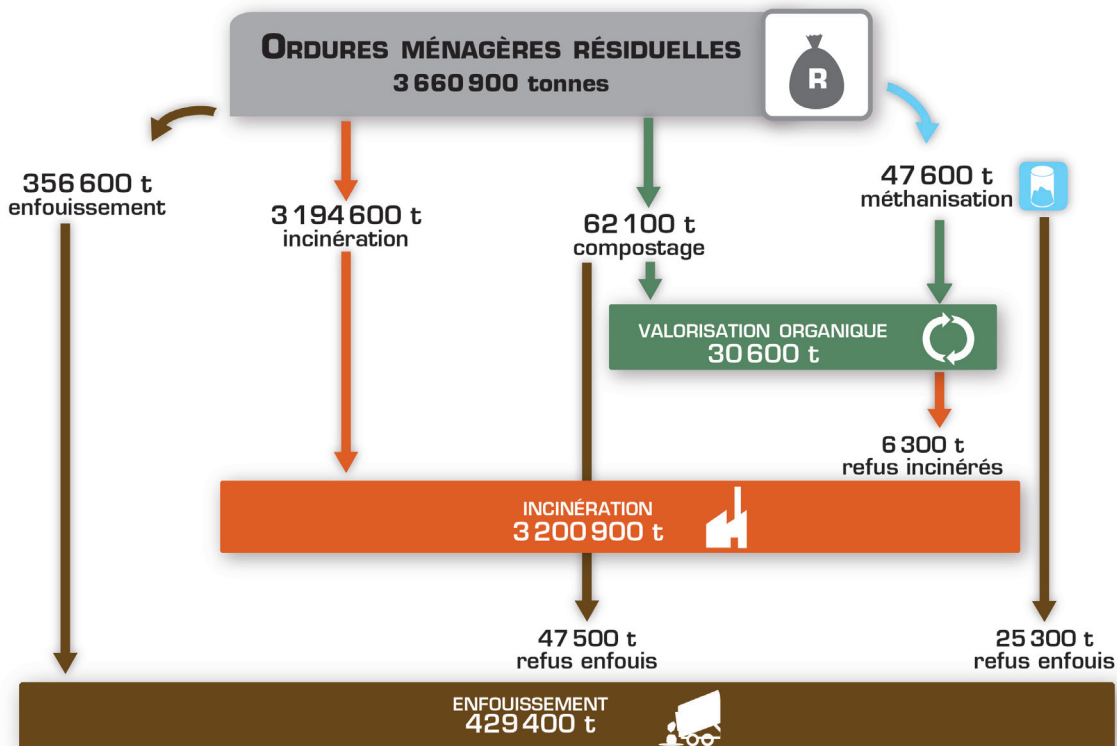 ORDURES MÉNAGÈRES RÉSIDUELLES
3 660 900 tonnes
R
356 600 t
enfouissement
3 194 600 t
incinération
62 100 t
compostage
47 600 t
méthanisation
VALORISATION ORGANIQUE
30 600 t
6 300 t
refus incinérés
INCINÉRATION
3 200 900 t
47 500 t
refus enfouis
25 300 t
refus enfouis
ENFOUISSEMENT
429 400 t